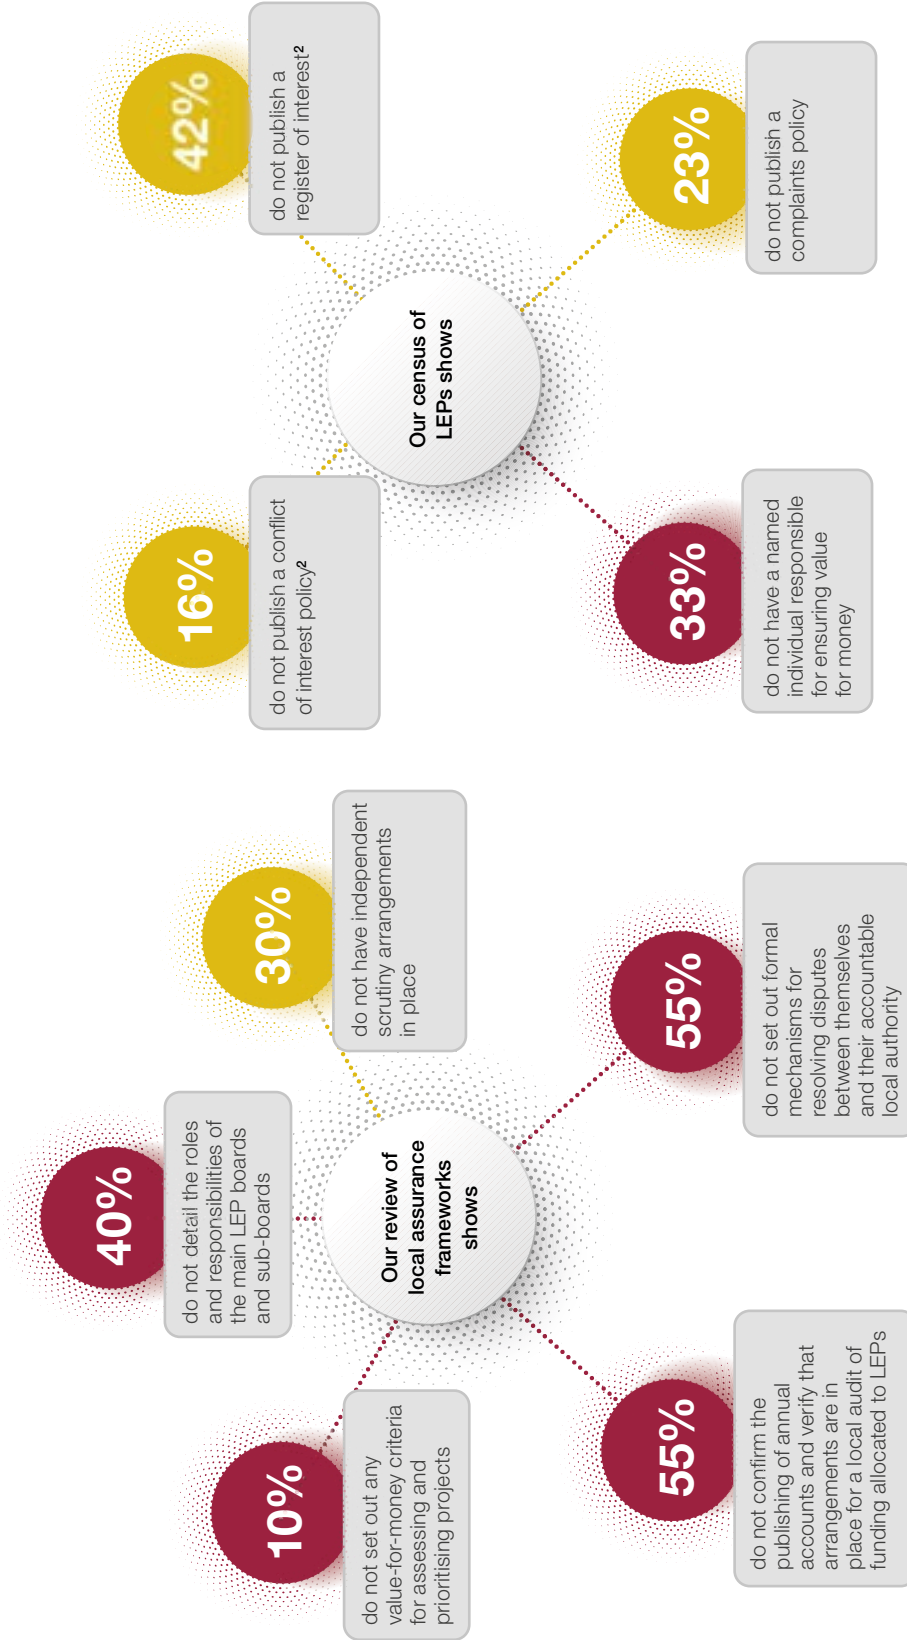 Our review of
local assurance
frameworks
shows
10%
do not set out any
value-for-money criteria
for assessing and
prioritising projects
40%
do not detail the roles
and responsibilities of
the main LEP boards
and sub-boards
30%
do not have independent
scrutiny arrangements
in place
55%
do not confirm the
publishing of annual
accounts and verify that
arrangements are in
place for a local audit of
funding allocated to LEPs
55%
do not set out formal
mechanisms for
resolving disputes
between themselves
and their accountable
local authority
Our census of
LEPs shows
16%
do not publish a conflict
of interest policy2
42%
do not publish a
register of interest2
33%
do not have a named
individual responsible
for ensuring value
for money
23%
do not publish a
complaints policy